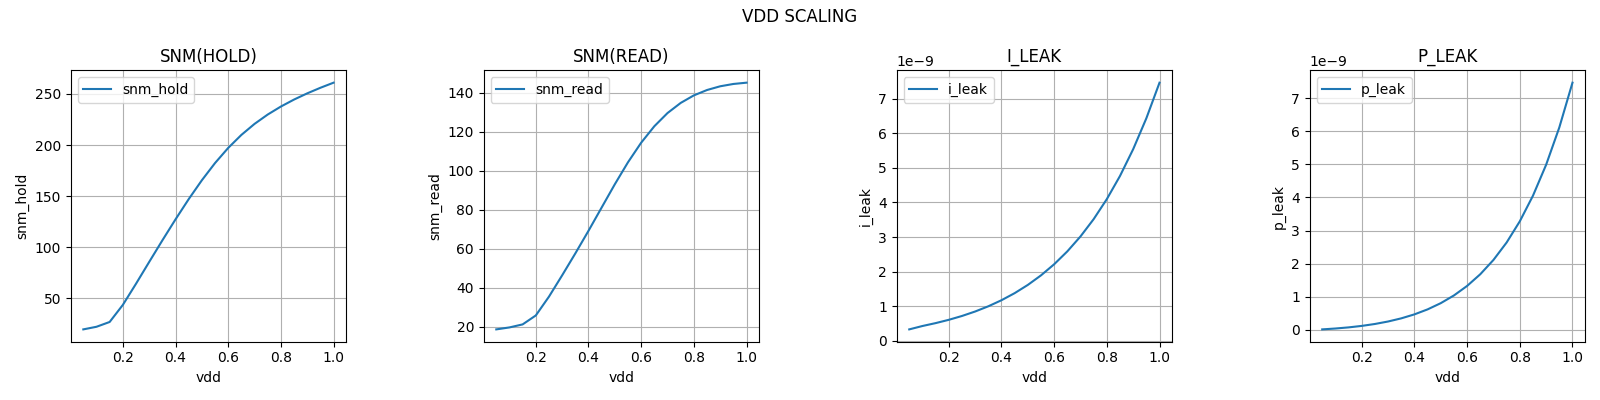 VDD SCALING
SNM(HOLD)
snm_hold
250
200
150
100
50
snm_hold
0.2 0.4 0.6 0.8 1.0
vdd
SNM(READ)
snm_read
140
120
100
80
60
40
20
snm_read
0.2 0.4 0.6 0.8 1.0
vdd
1e−9
I_LEAK
i_leak
7
6
5
4
3
2
1
0
i_leak
0.2 0.4 0.6 0.8 1.0
vdd
1e−9
P_LEAK
p_leak
7
6
5
4
3
2
1
0
p_leak
0.2 0.4 0.6 0.8 1.0
vdd